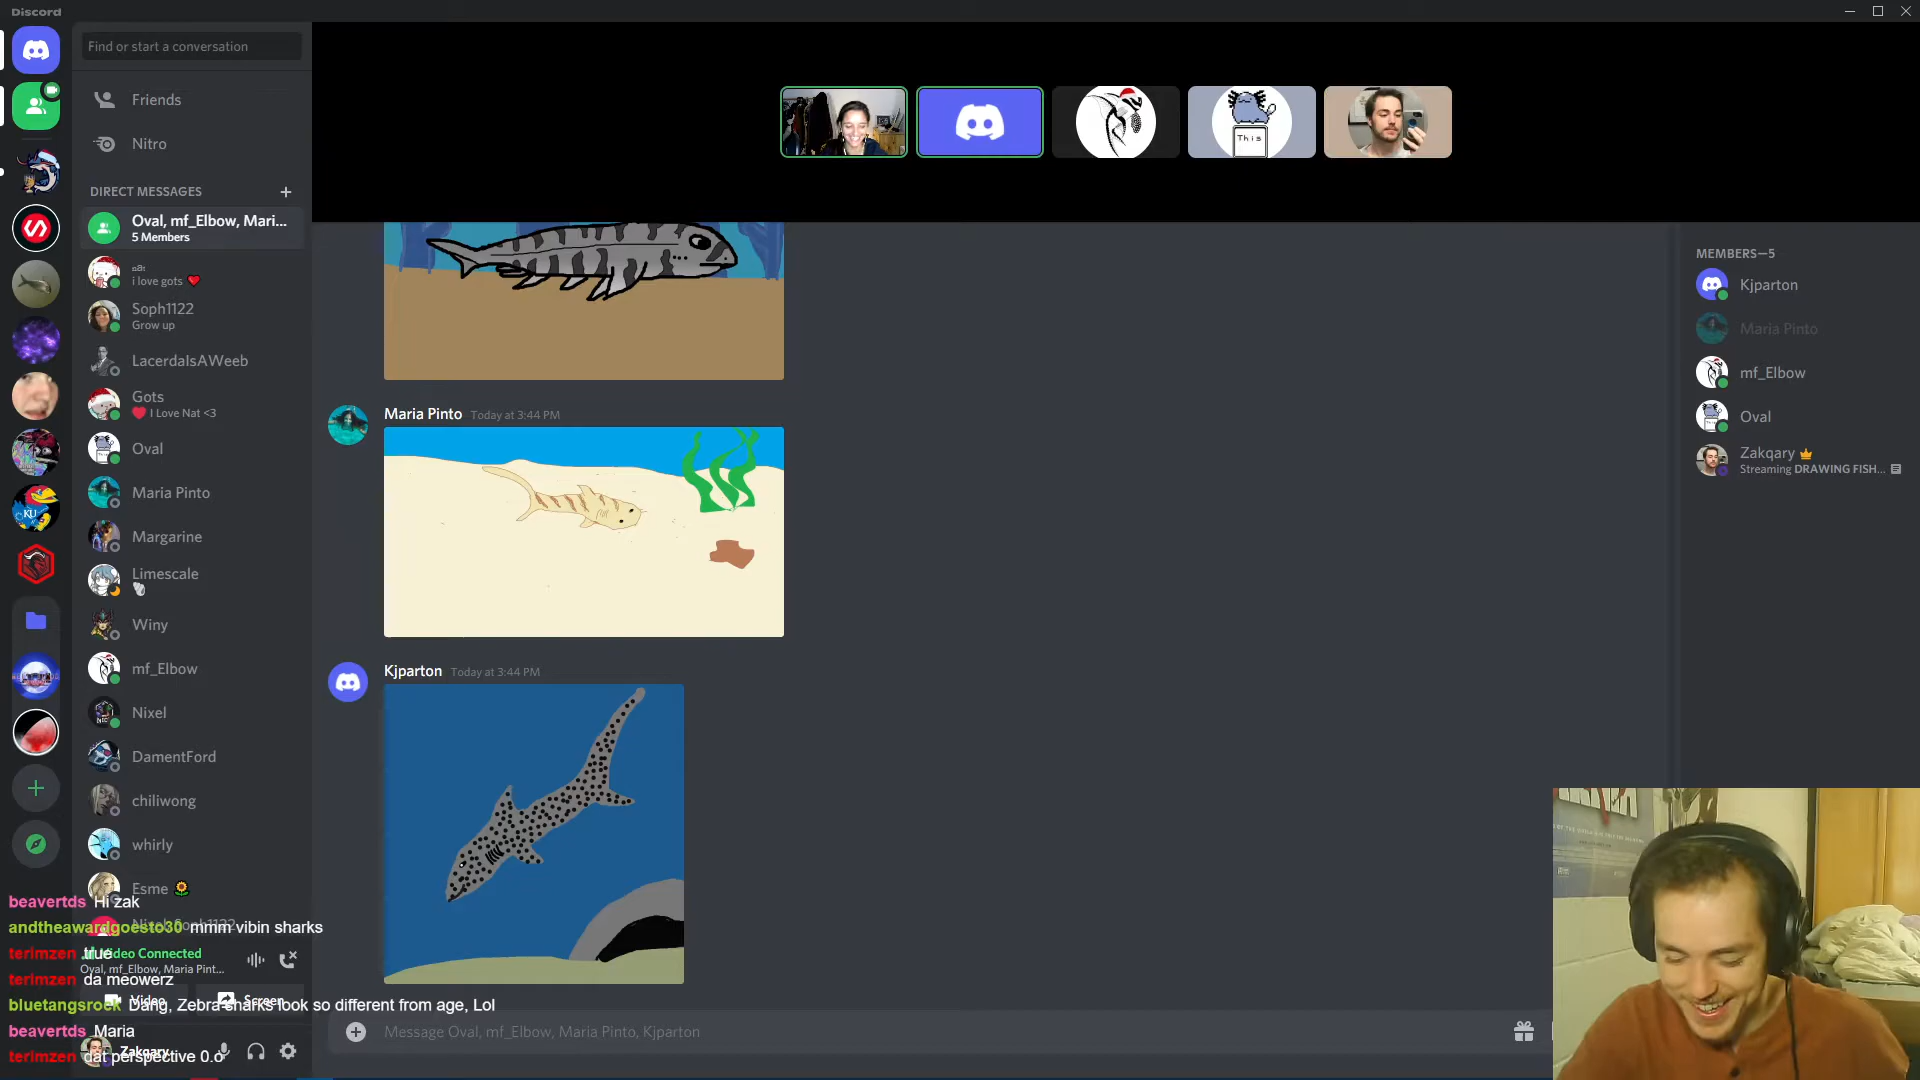 Discord
Find or start a conversation
Friends
Nitro
DIRECT MESSAGES
Oval, mf_Elbow, Mari...
5 Members
i love gots
Soph1122
Grow up
LacerdaIsAWeeb
Gots
I Love Nat <3
Oval
Maria Pinto
Margarine
Limescale
Winy
mf_Elbow
Nixel
DamentFord
chiliwong
whirly
Esme
beavertds Hi zak
andtheawardgoesto30 mmm vibin sharks
terimzen true
Video Connected
Oval, mf_Elbow, Maria Pint...
terimzen da meowerz
Video
Screen
bluetangsrock Dang, Zebra sharks look so different from age, Lol
beavertds Maria
Zakqary
terimzen dat perspective 0.o
This
Maria Pinto Today at 3:44 PM
Kjparton Today at 3:44 PM
Message Oval, mf_Elbow, Maria Pinto, Kjparton
MEMBERS—5
Kjparton
Maria Pinto
mf_Elbow
Oval
Zakqary
Streaming DRAWING FISH...
KU